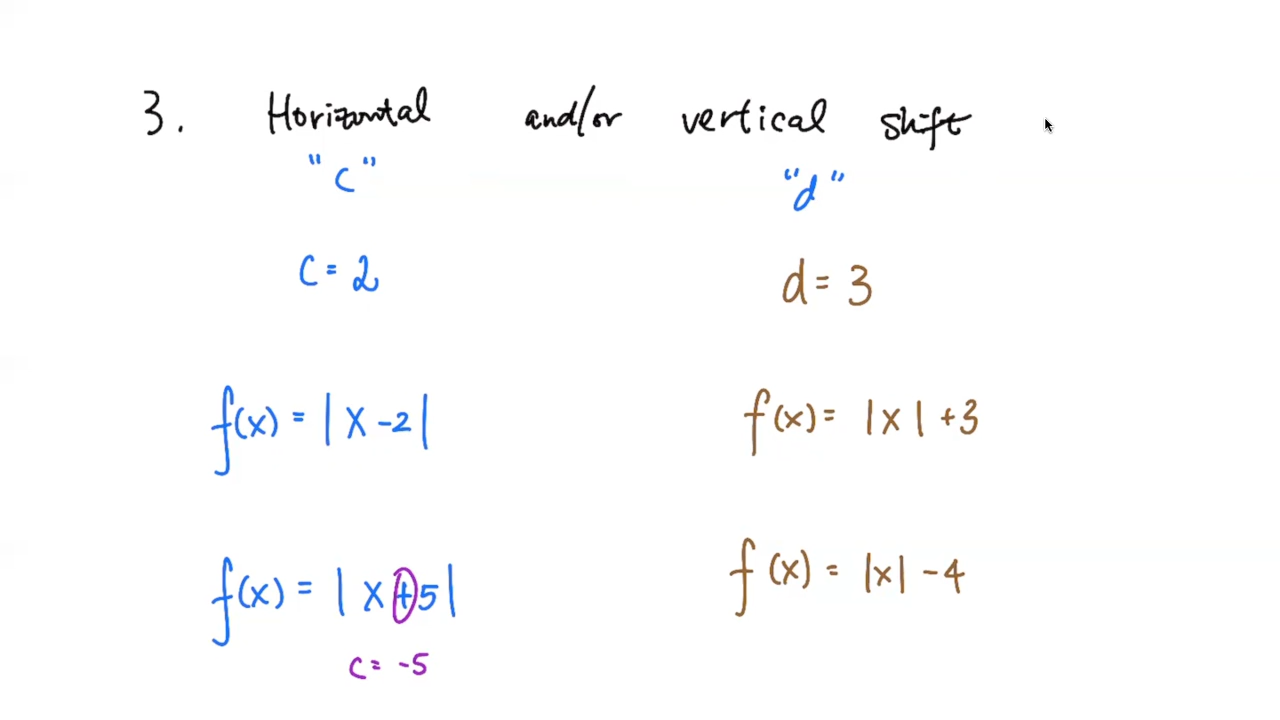 3. Horizontal and/or vertical shift
"c" "d"
c = 2 d = 3
f(x) = |x-2| f(x) = |x|+3
f(x) = |x+5| f(x) = |x|-4
c = -5